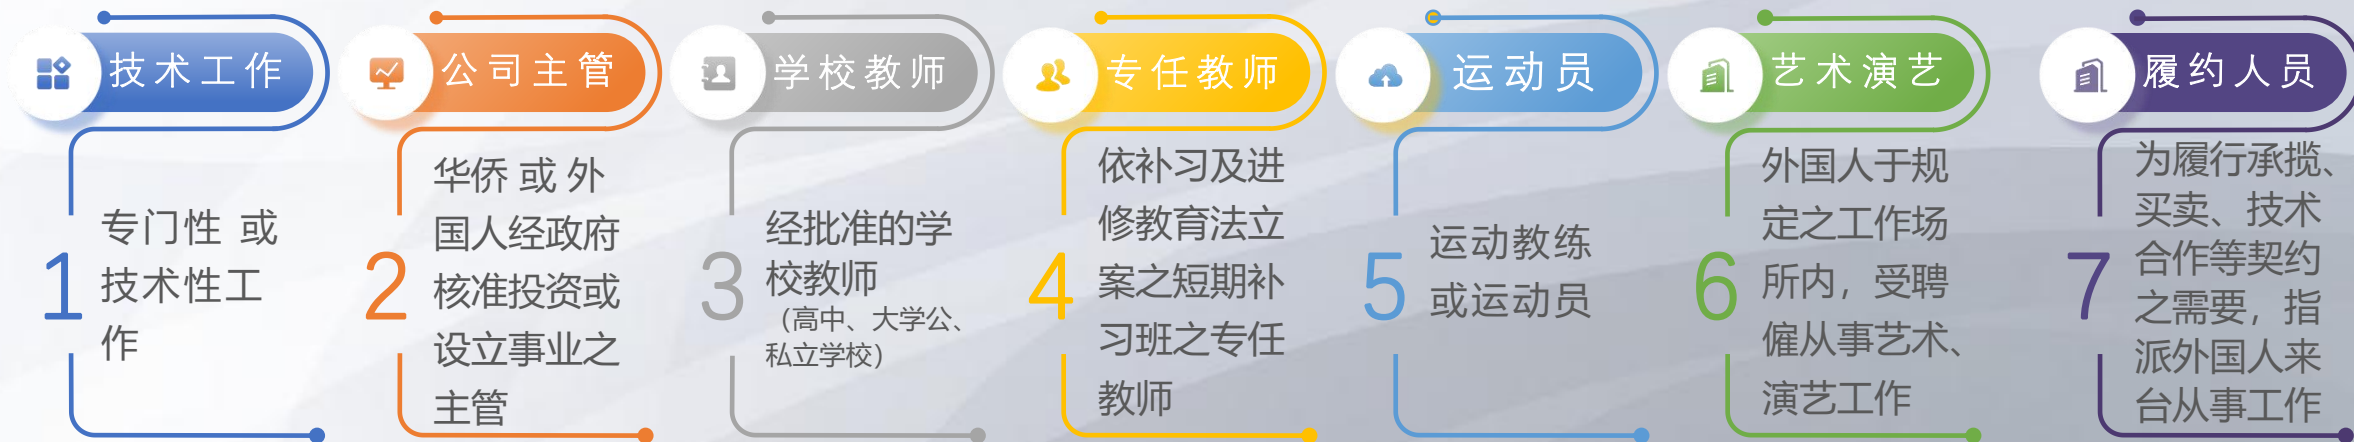 技术工作
1
专门性 或
技术性工
作
公司主管
2
华侨 或 外
国人经政府
核准投资或
设立事业之
主管
学校教师
3
经批准的学
校教师
（高中、大学公、
私立学校）
专任教师
4
依补习及进
修教育法立
案之短期补
习班之专任
教师
运动员
5
运动教练
或运动员
艺术演艺
6
外国人于规
定之工作场
所内，受聘
僱从事艺术、
演艺工作
履约人员
7
为履行承揽、
买卖、技术
合作等契约
之需要，指
派外国人来
台从事工作